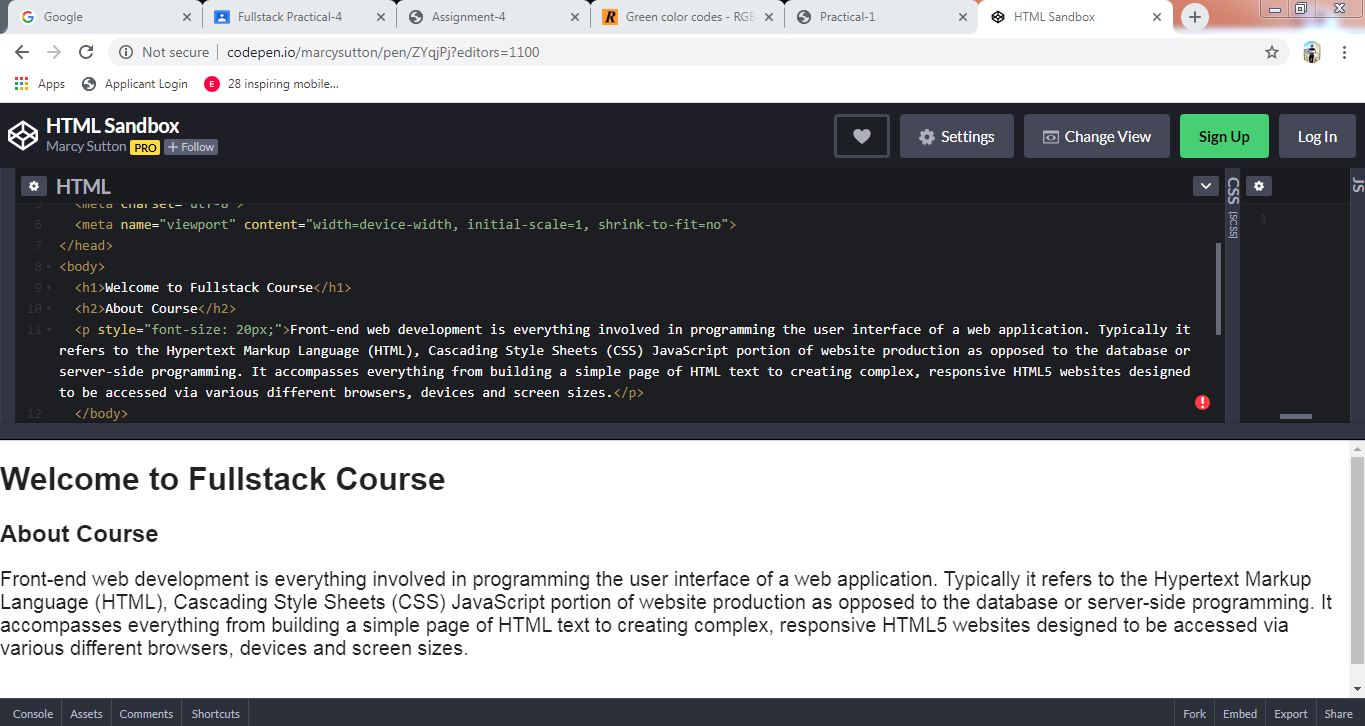 Google
Fullstack Practical-4
Assignment-4
Green color codes - RGB
Practical-1
HTML Sandbox
Not secure | codepen.io/marcysutton/pen/ZYqjPj?editors=1100
Apps
Applicant Login
28 inspiring mobile...
HTML Sandbox
Marcy Sutton PRO + Follow
Settings
Change View
Sign Up
Log In
HTML
CSS (SCSS)
JS
5 <meta charset="utf-8">
6 <meta name="viewport" content="width=device-width, initial-scale=1, shrink-to-fit=no">
7 </head>
8 <body>
9 <h1>Welcome to Fullstack Course</h1>
10 <h2>About Course</h2>
11 <p style="font-size: 20px;">Front-end web development is everything involved in programming the user interface of a web application. Typically it
refers to the Hypertext Markup Language (HTML), Cascading Style Sheets (CSS) JavaScript portion of website production as opposed to the database or
server-side programming. It accompasses everything from building a simple page of HTML text to creating complex, responsive HTML5 websites designed
to be accessed via various different browsers, devices and screen sizes.</p>
12 </body>
1
Welcome to Fullstack Course
About Course
Front-end web development is everything involved in programming the user interface of a web application. Typically it refers to the Hypertext Markup
Language (HTML), Cascading Style Sheets (CSS) JavaScript portion of website production as opposed to the database or server-side programming. It
accompasses everything from building a simple page of HTML text to creating complex, responsive HTML5 websites designed to be accessed via
various different browsers, devices and screen sizes.
Console
Assets
Comments
Shortcuts
Fork
Embed
Export
Share